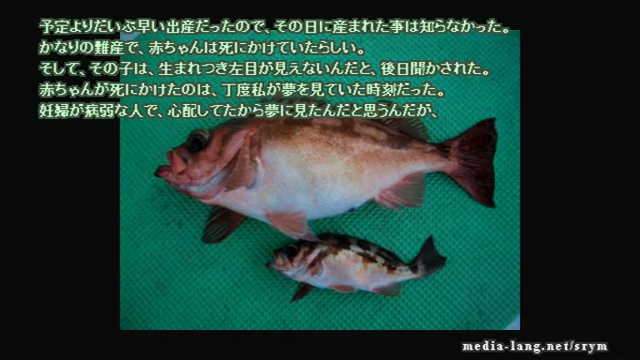 予定よりだいぶ早い出産だったので、その日に産まれた事は知らなかった。
かなりの難産で、赤ちゃんは死にかけていたらしい。
そして、その子は、生まれつき左目が見えないんだと、後日聞かされた。
赤ちゃんが死にかけたのは、丁度私が夢を見ていた時刻だった。
妊婦が病弱な人で、心配してたから夢に見たんだと思うんだが、
media-lang.net/srym